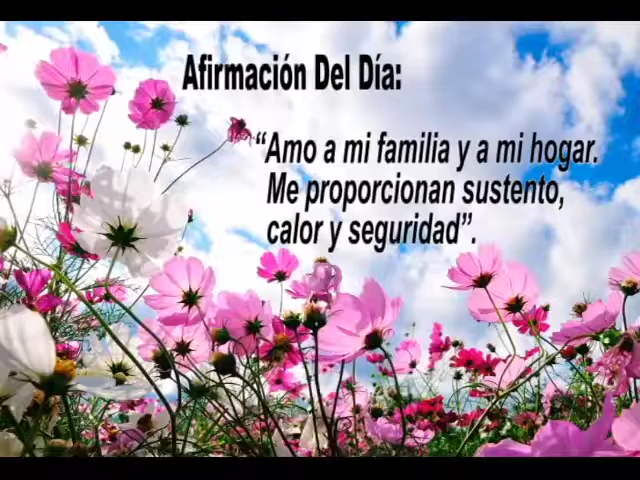 Afirmación Del Día:
“Amo a mi familia y a mi hogar.
Me proporcionan sustento,
calor y seguridad”.